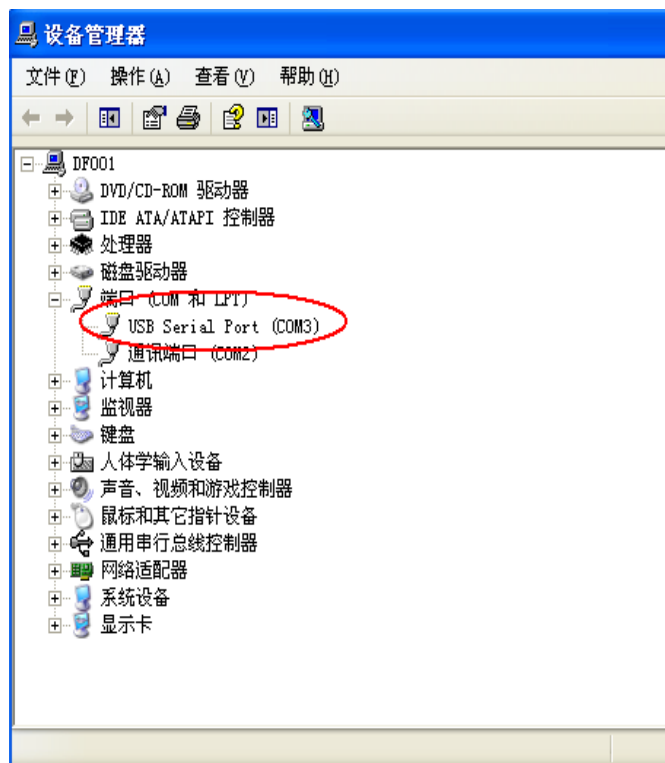 设备管理器
文件(F) 操作(A) 查看(V) 帮助(H)
DF001
DVD/CD-ROM 驱动器
IDE ATA/ATAPI 控制器
处理器
磁盘驱动器
端口 (COM 和 LPT)
USB Serial Port (COM3)
通讯端口 (COM2)
计算机
监视器
键盘
人体学输入设备
声音、视频和游戏控制器
鼠标和其它指针设备
通用串行总线控制器
网络适配器
系统设备
显示卡